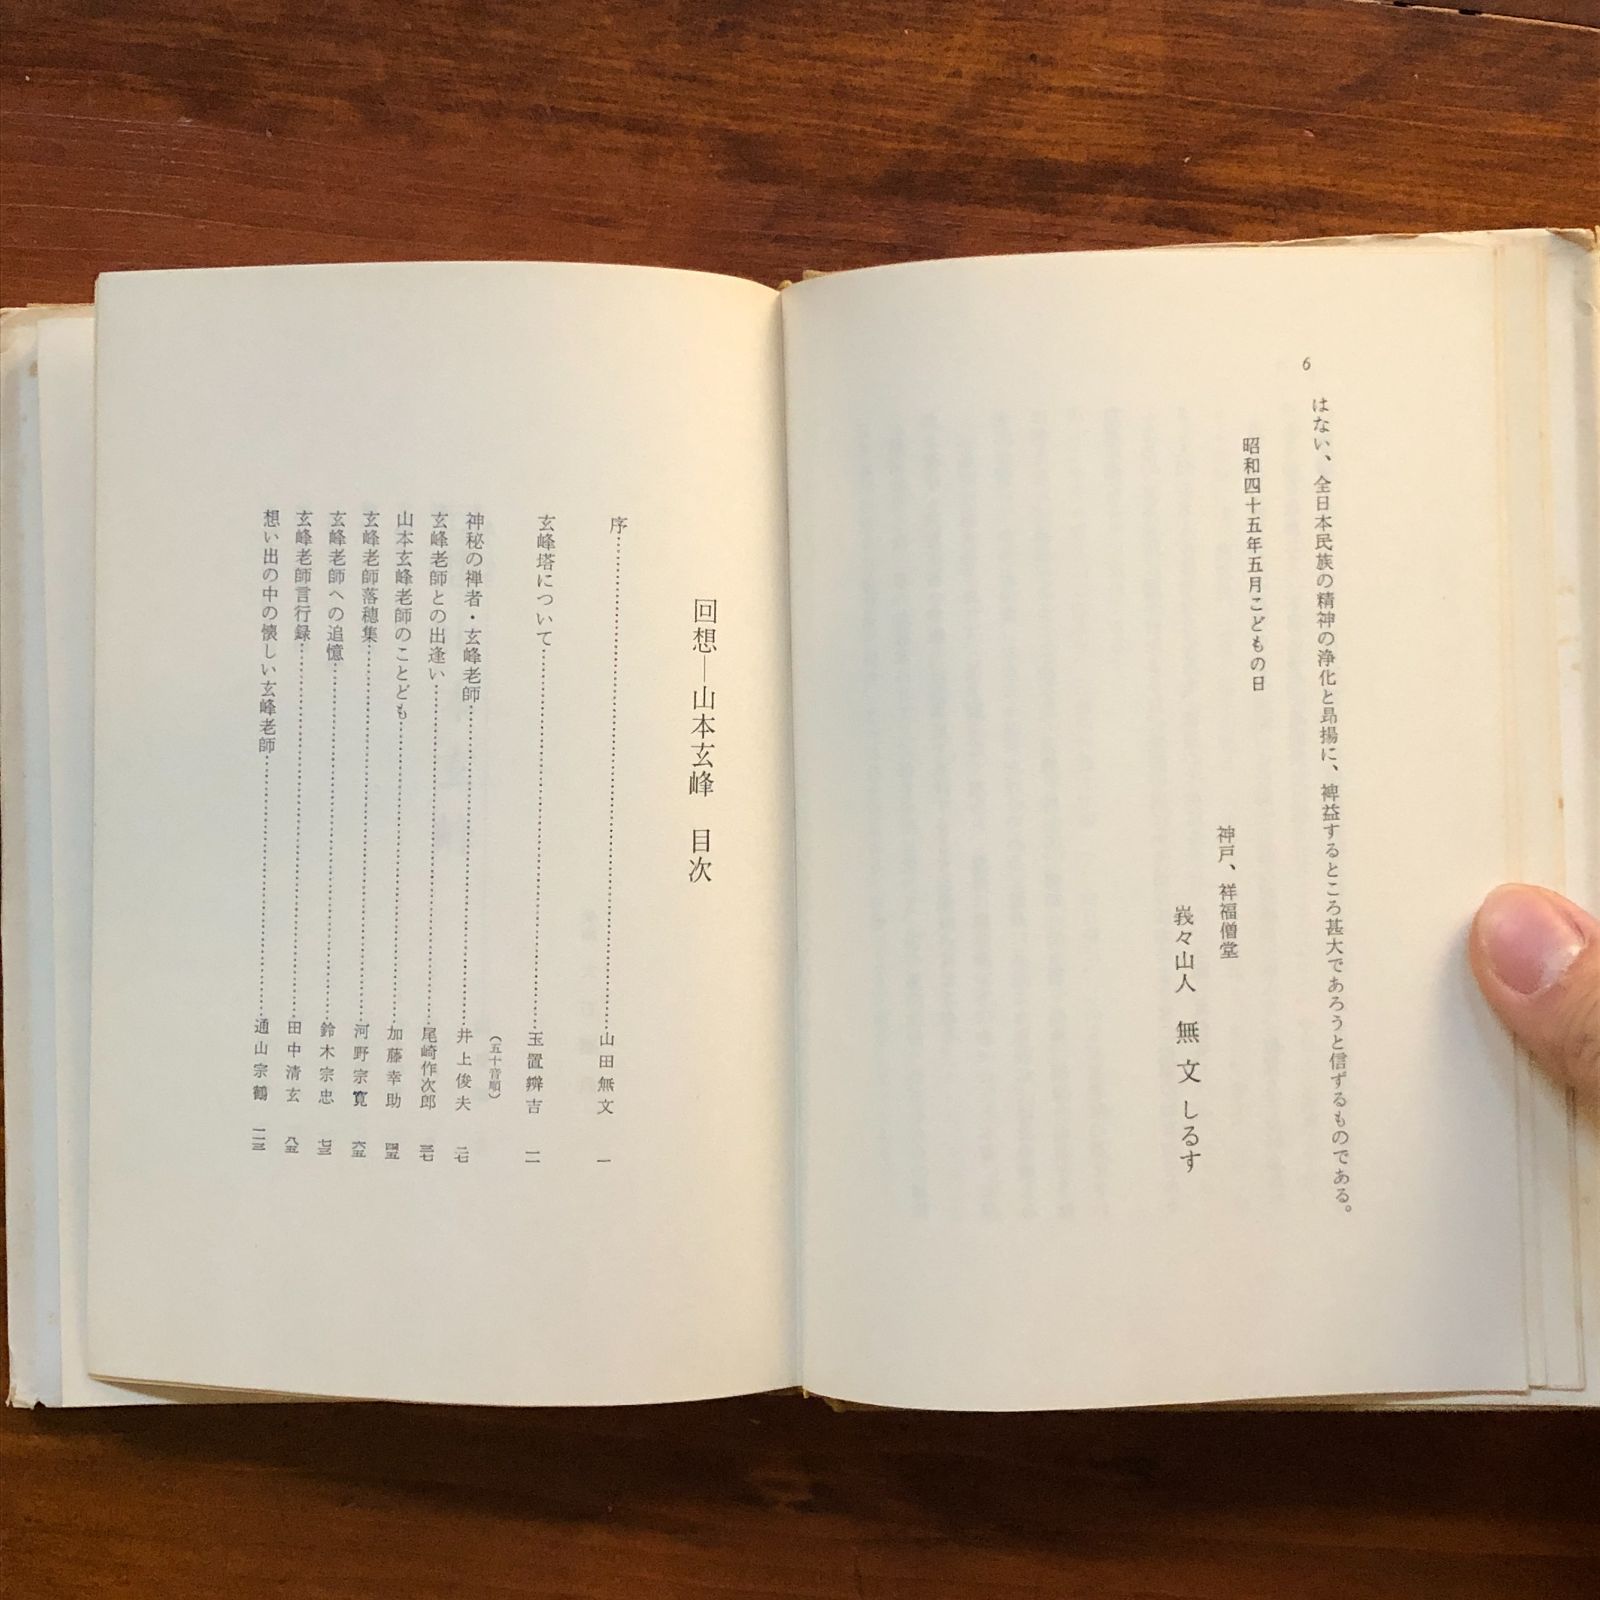 6
はない、全日本民族の精神の浄化と昻揚に、裨益するところ甚大であろうと信ずるものである。
昭和四十五年五月こどもの日
神戸、祥福僧堂
峩々山人　無文しるす
回想―山本玄峰　目次
序……山田無文　一
玄峰塔について……玉置辨吉　一一
（五十音順）
神秘の禅者・玄峰老師……井上俊夫　二七
玄峰老師との出逢い……尾崎作次郎　三七
山本玄峰老師のことども……加藤幸助　四五
玄峰老師落穂集……河野宗寛　六五
玄峰老師への追憶……鈴木宗忠　七三
玄峰老師言行録……田中清玄　八五
想い出の中の懐しい玄峰老師……通山宗鶴　一二三